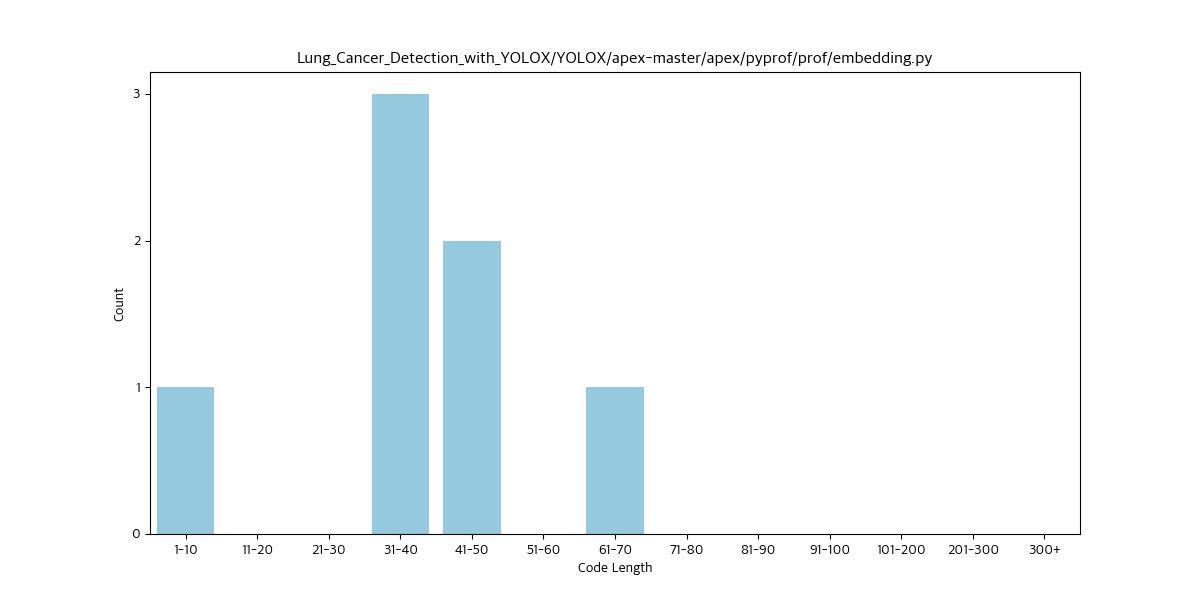 Lung_Cancer_Detection_with_YOLOX/YOLOX/apex-master/apex/pyprof/prof/embedding.py
3
2
1
0
Count
1-10 11-20 21-30 31-40 41-50 51-60 61-70 71-80 81-90 91-100 101-200 201-300 300+
Code Length